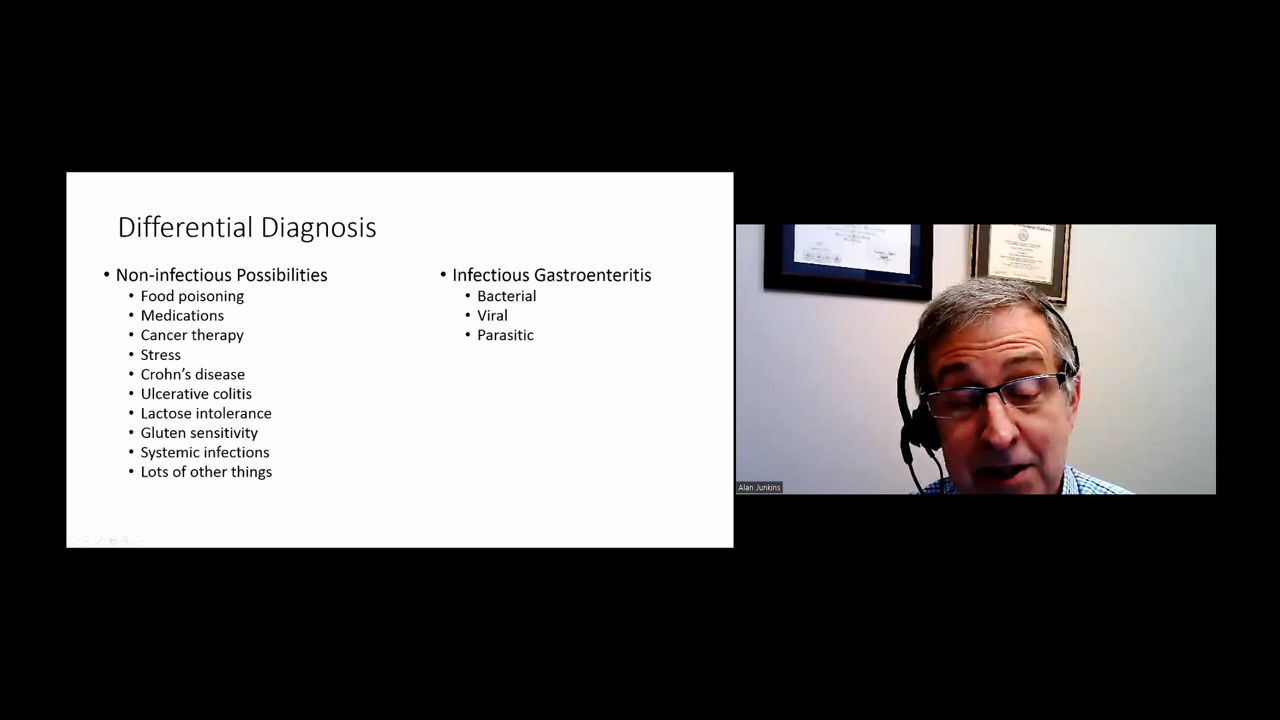 Differential Diagnosis
• Non-infectious Possibilities
• Food poisoning
• Medications
• Cancer therapy
• Stress
• Crohn's disease
• Ulcerative colitis
• Lactose intolerance
• Gluten sensitivity
• Systemic infections
• Lots of other things
• Infectious Gastroenteritis
• Bacterial
• Viral
• Parasitic
Alan Junkins